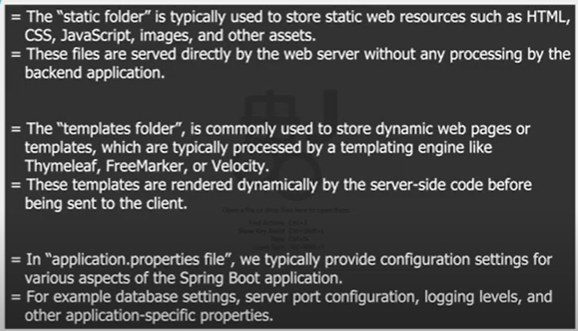 = The “static folder” is typically used to store static web resources such as HTML,
CSS, JavaScript, images, and other assets.
= These files are served directly by the web server without any processing by the
backend application.
= The “templates folder”, is commonly used to store dynamic web pages or
templates, which are typically processed by a templating engine like
Thymeleaf, FreeMarker, or Velocity.
= These templates are rendered dynamically by the server-side code before
being sent to the client.
= In “application.properties file”, we typically provide configuration settings for
various aspects of the Spring Boot application.
= For example database settings, server port configuration, logging levels, and
other application-specific properties.